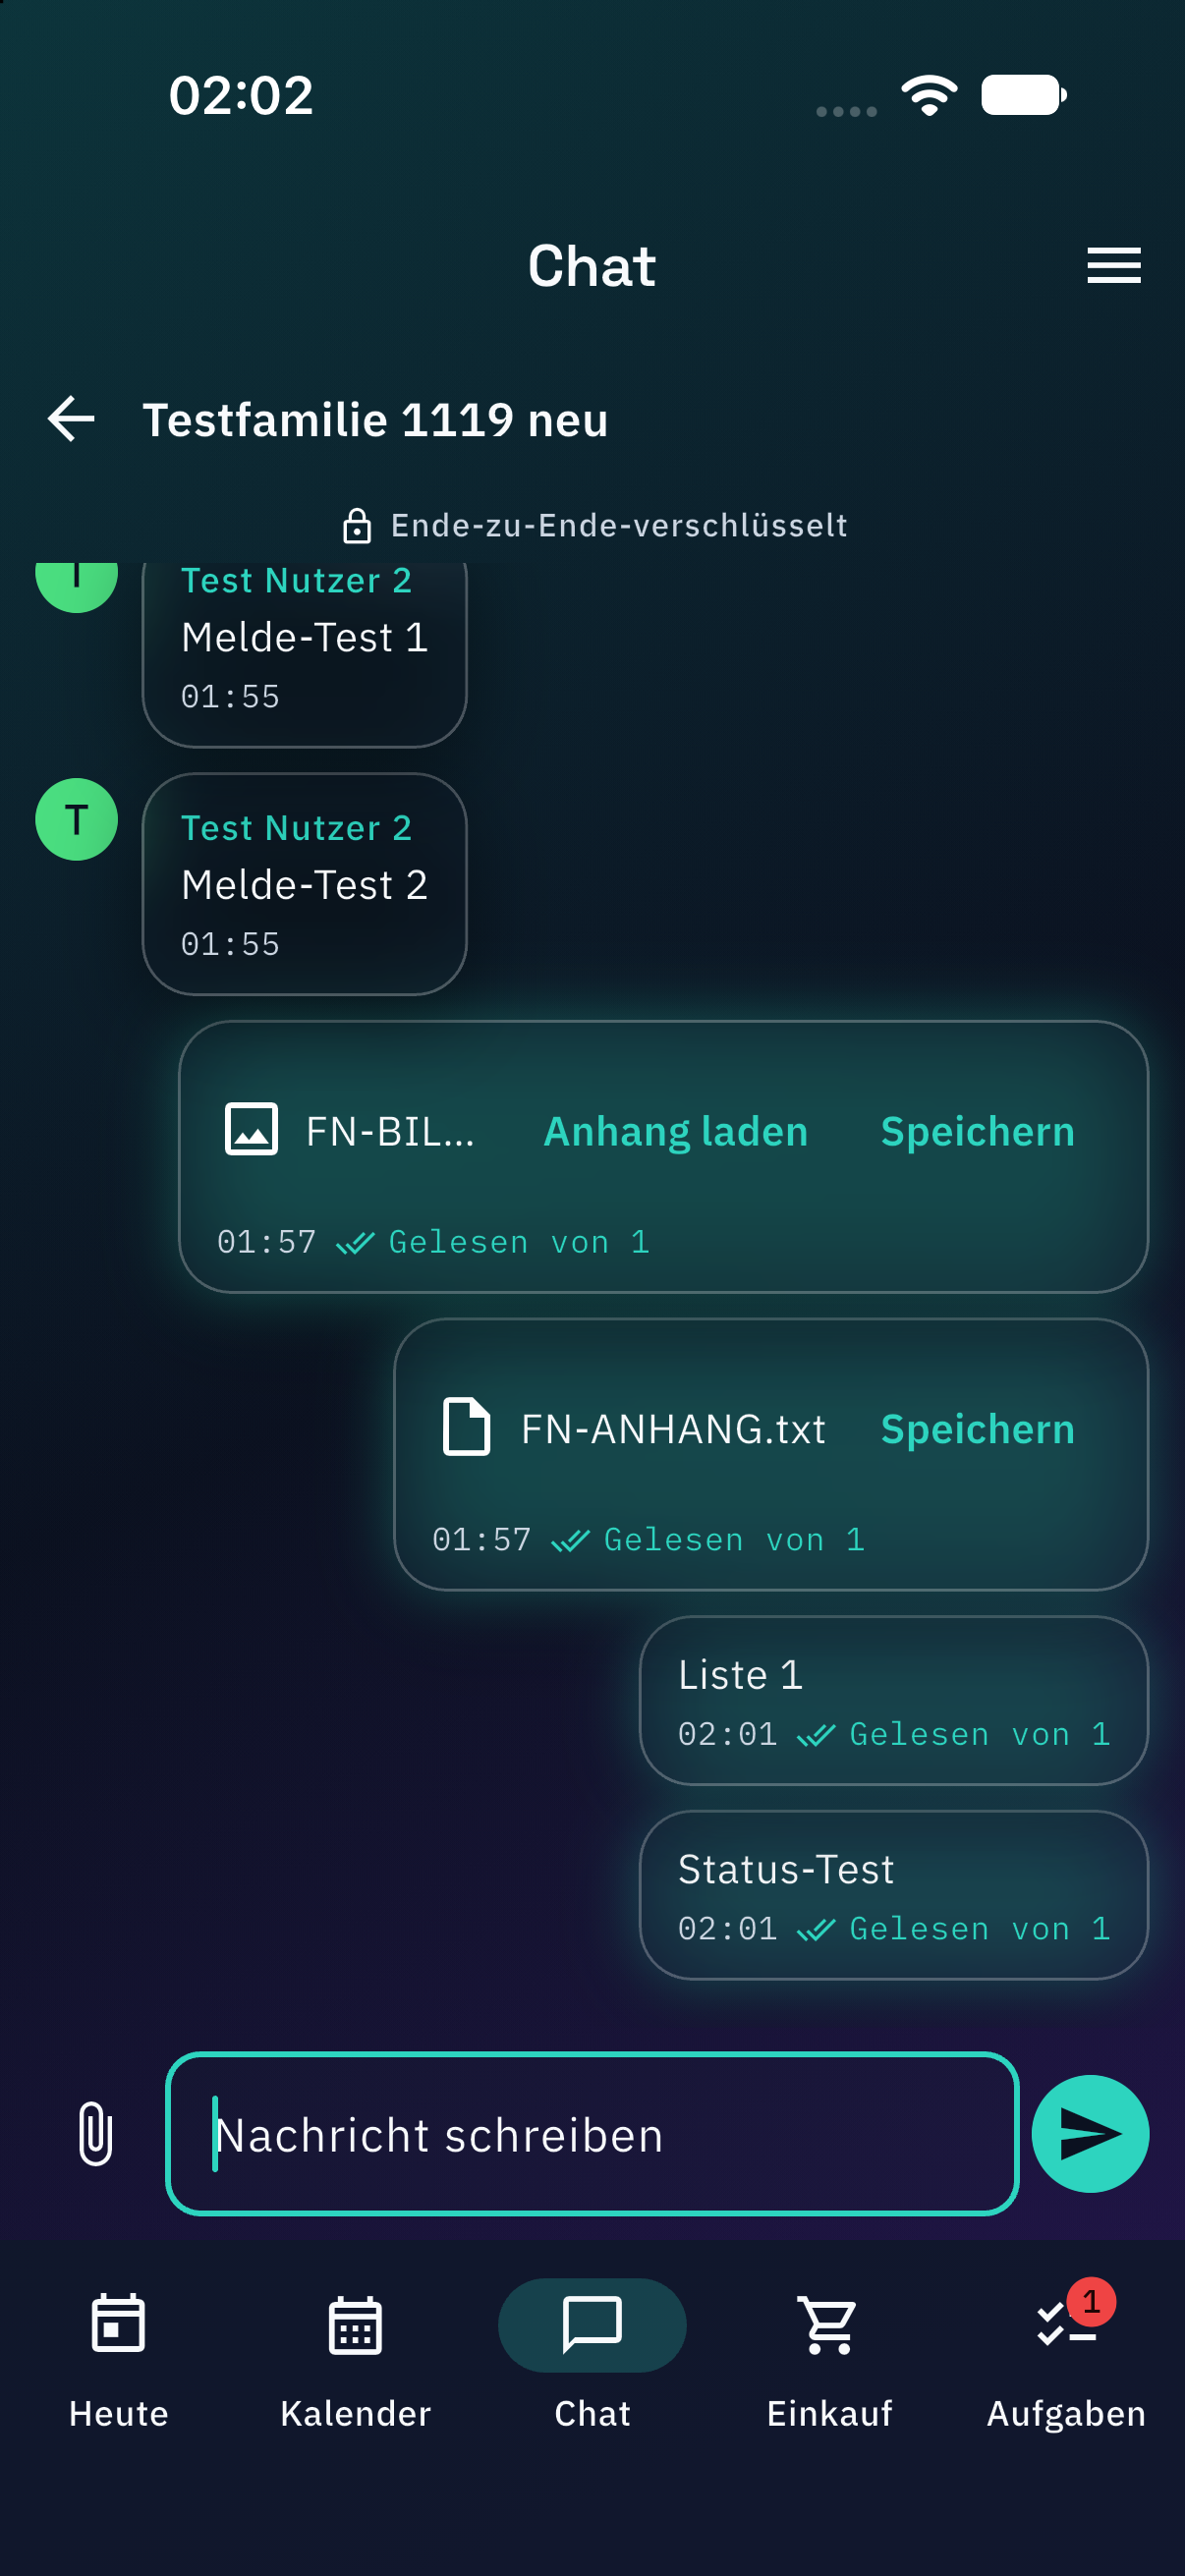 02:02
Chat
Testfamilie 1119 neu
Ende-zu-Ende-verschlüsselt
Test Nutzer 2
Melde-Test 1
01:55
T
Test Nutzer 2
Melde-Test 2
01:55
FN-BIL... Anhang laden Speichern
01:57 Gelesen von 1
FN-ANHANG.txt Speichern
01:57 Gelesen von 1
Liste 1
02:01 Gelesen von 1
Status-Test
02:01 Gelesen von 1
Nachricht schreiben
1
Heute Kalender Chat Einkauf Aufgaben